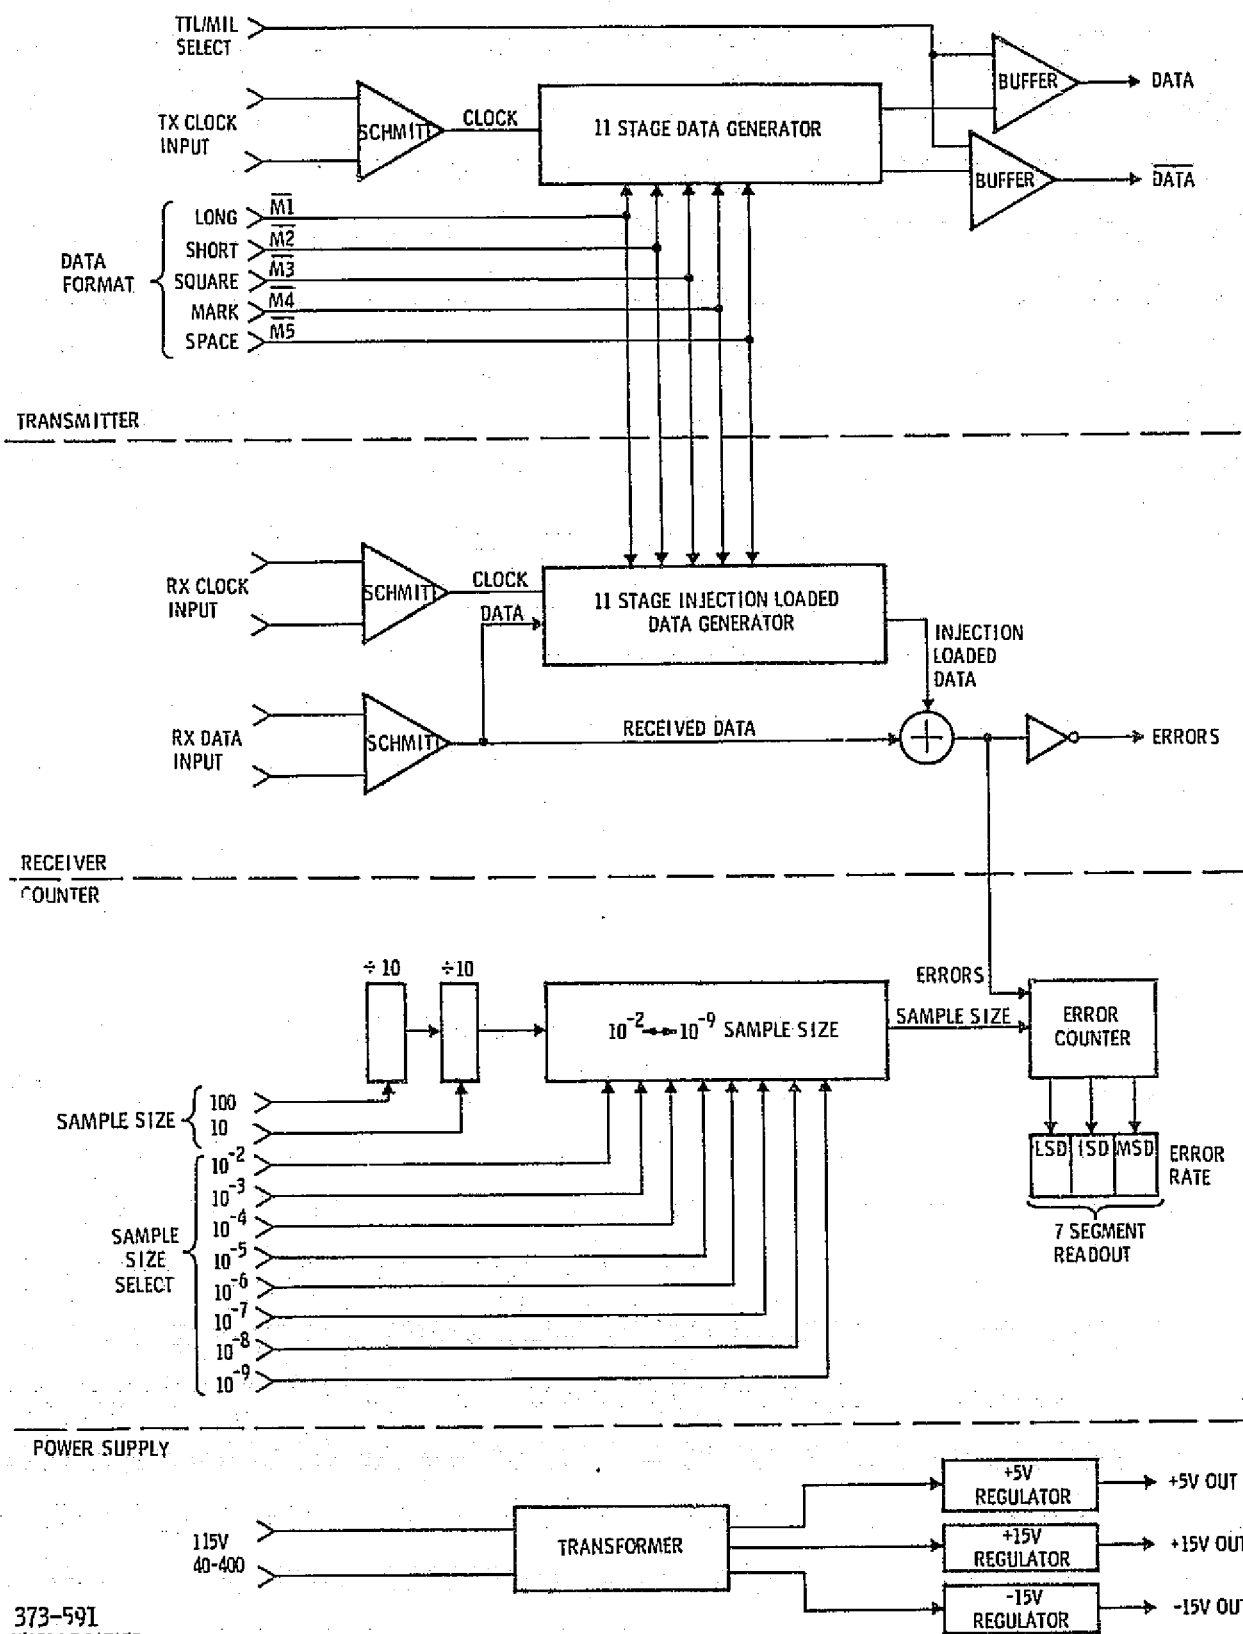 TTL/MIL
SELECT
BUFFER
DATA
TX CLOCK
INPUT
SCHMITT
CLOCK
11 STAGE DATA GENERATOR
BUFFER
DATA
DATA
FORMAT
LONG
M1
SHORT
M2
SQUARE
M3
MARK
M4
SPACE
M5
TRANSMITTER
RX CLOCK
INPUT
SCHMITT
CLOCK
DATA
11 STAGE INJECTION LOADED
DATA GENERATOR
INJECTION
LOADED
DATA
RX DATA
INPUT
SCHMITT
RECEIVED DATA
+
ERRORS
RECEIVER
COUNTER
÷ 10
÷10
10⁻² ↔ 10⁻⁹ SAMPLE SIZE
ERRORS
SAMPLE SIZE
ERROR
COUNTER
SAMPLE SIZE
100
10
LSD ISD MSD
ERROR
RATE
7 SEGMENT
READOUT
SAMPLE
SIZE
SELECT
10⁻²
10⁻³
10⁻⁴
10⁻⁵
10⁻⁶
10⁻⁷
10⁻⁸
10⁻⁹
POWER SUPPLY
115V
40-400
TRANSFORMER
+5V
REGULATOR
+5V OUT
+15V
REGULATOR
+15V OUT
-15V
REGULATOR
-15V OUT
373-591